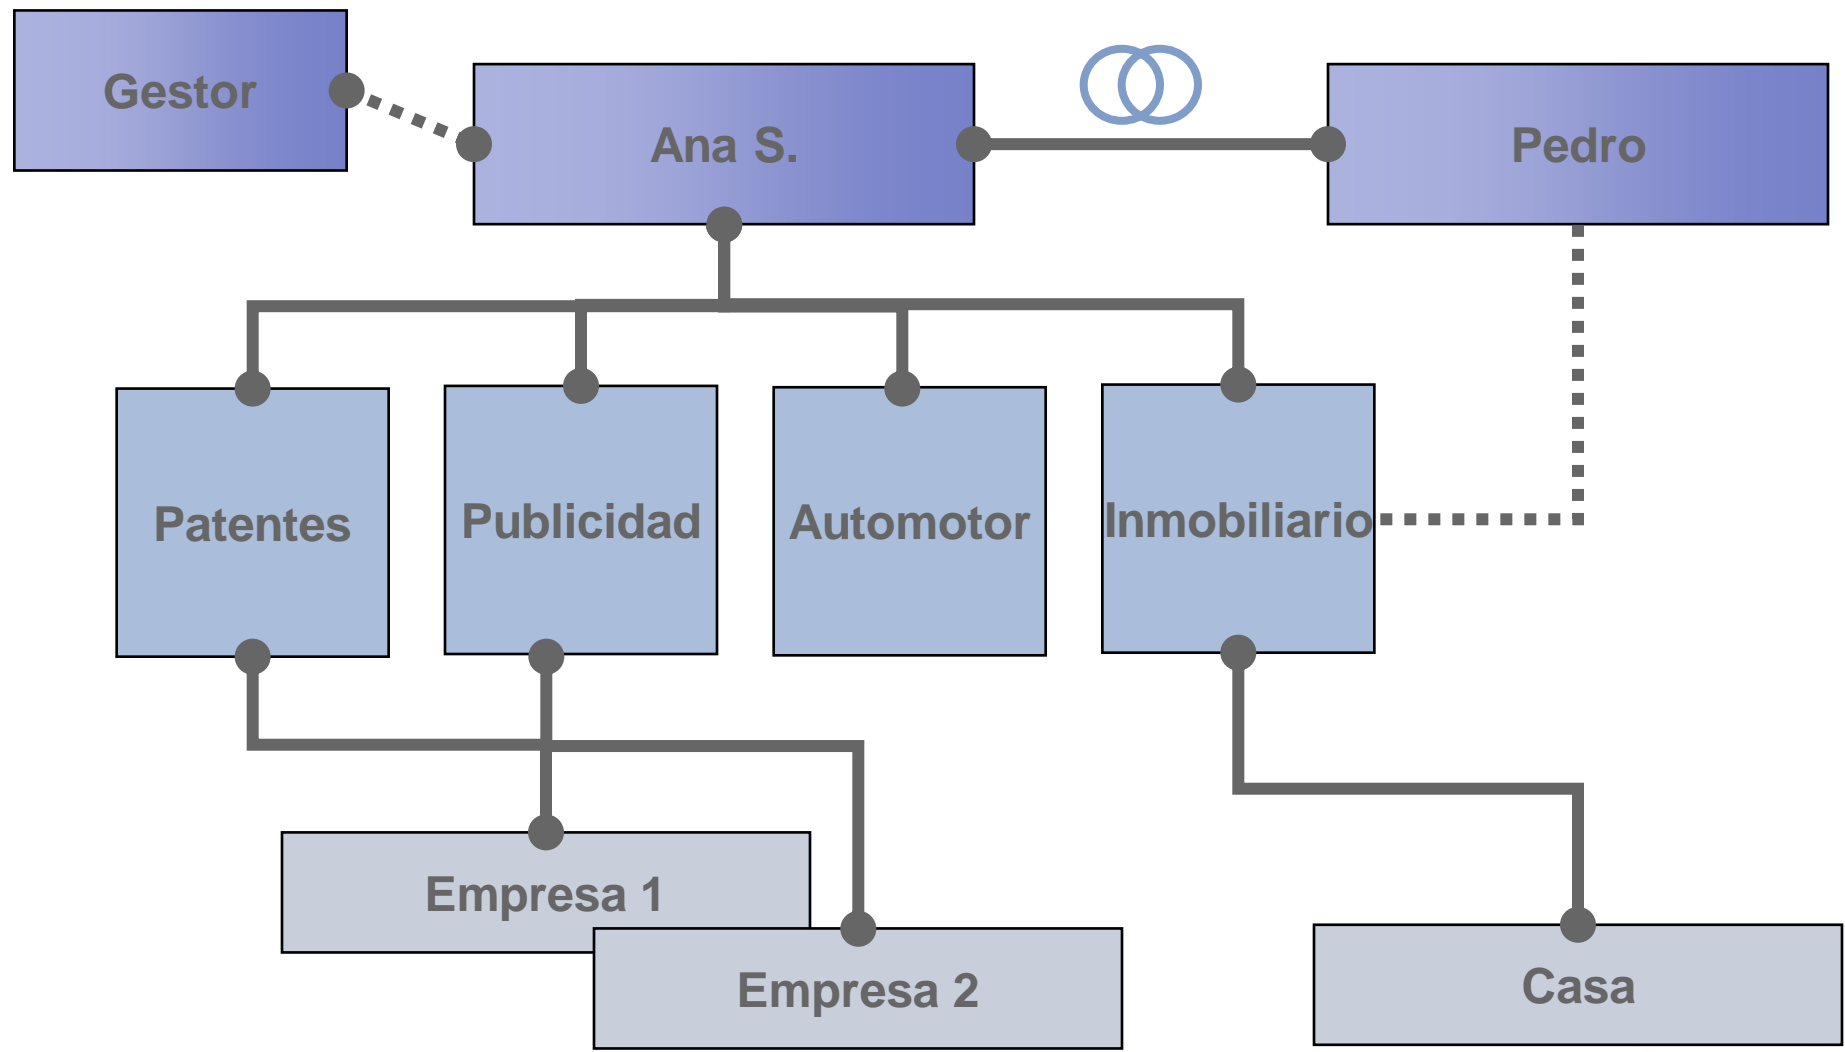 Gestor
Ana S.
Pedro
Patentes
Publicidad
Automotor
Inmobiliario
Empresa 1
Empresa 2
Casa